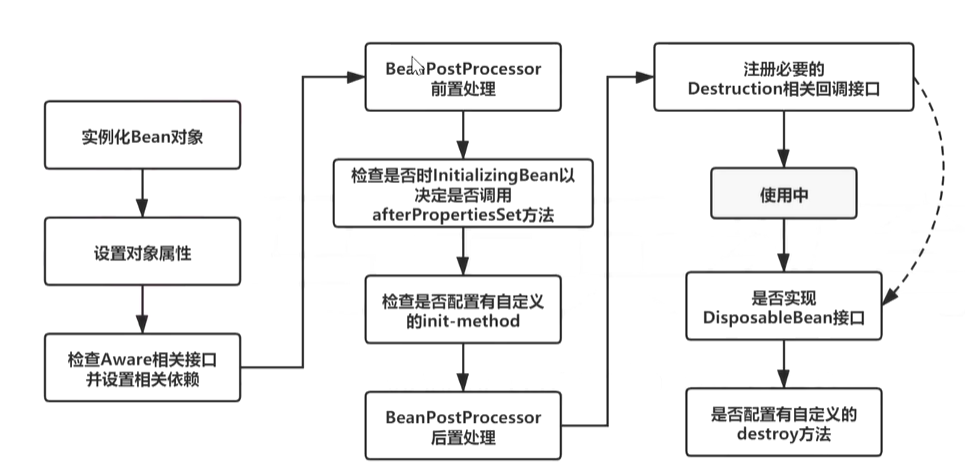 实例化Bean对象
设置对象属性
检查Aware相关接口
并设置相关依赖
BeanPostProcessor
前置处理
检查是否时InitializingBean以
决定是否调用
afterPropertiesSet方法
检查是否配置有自定义
的init-method
BeanPostProcessor
后置处理
注册必要的
Destruction相关回调接口
使用中
是否实现
DisposableBean接口
是否配置有自定义的
destroy方法